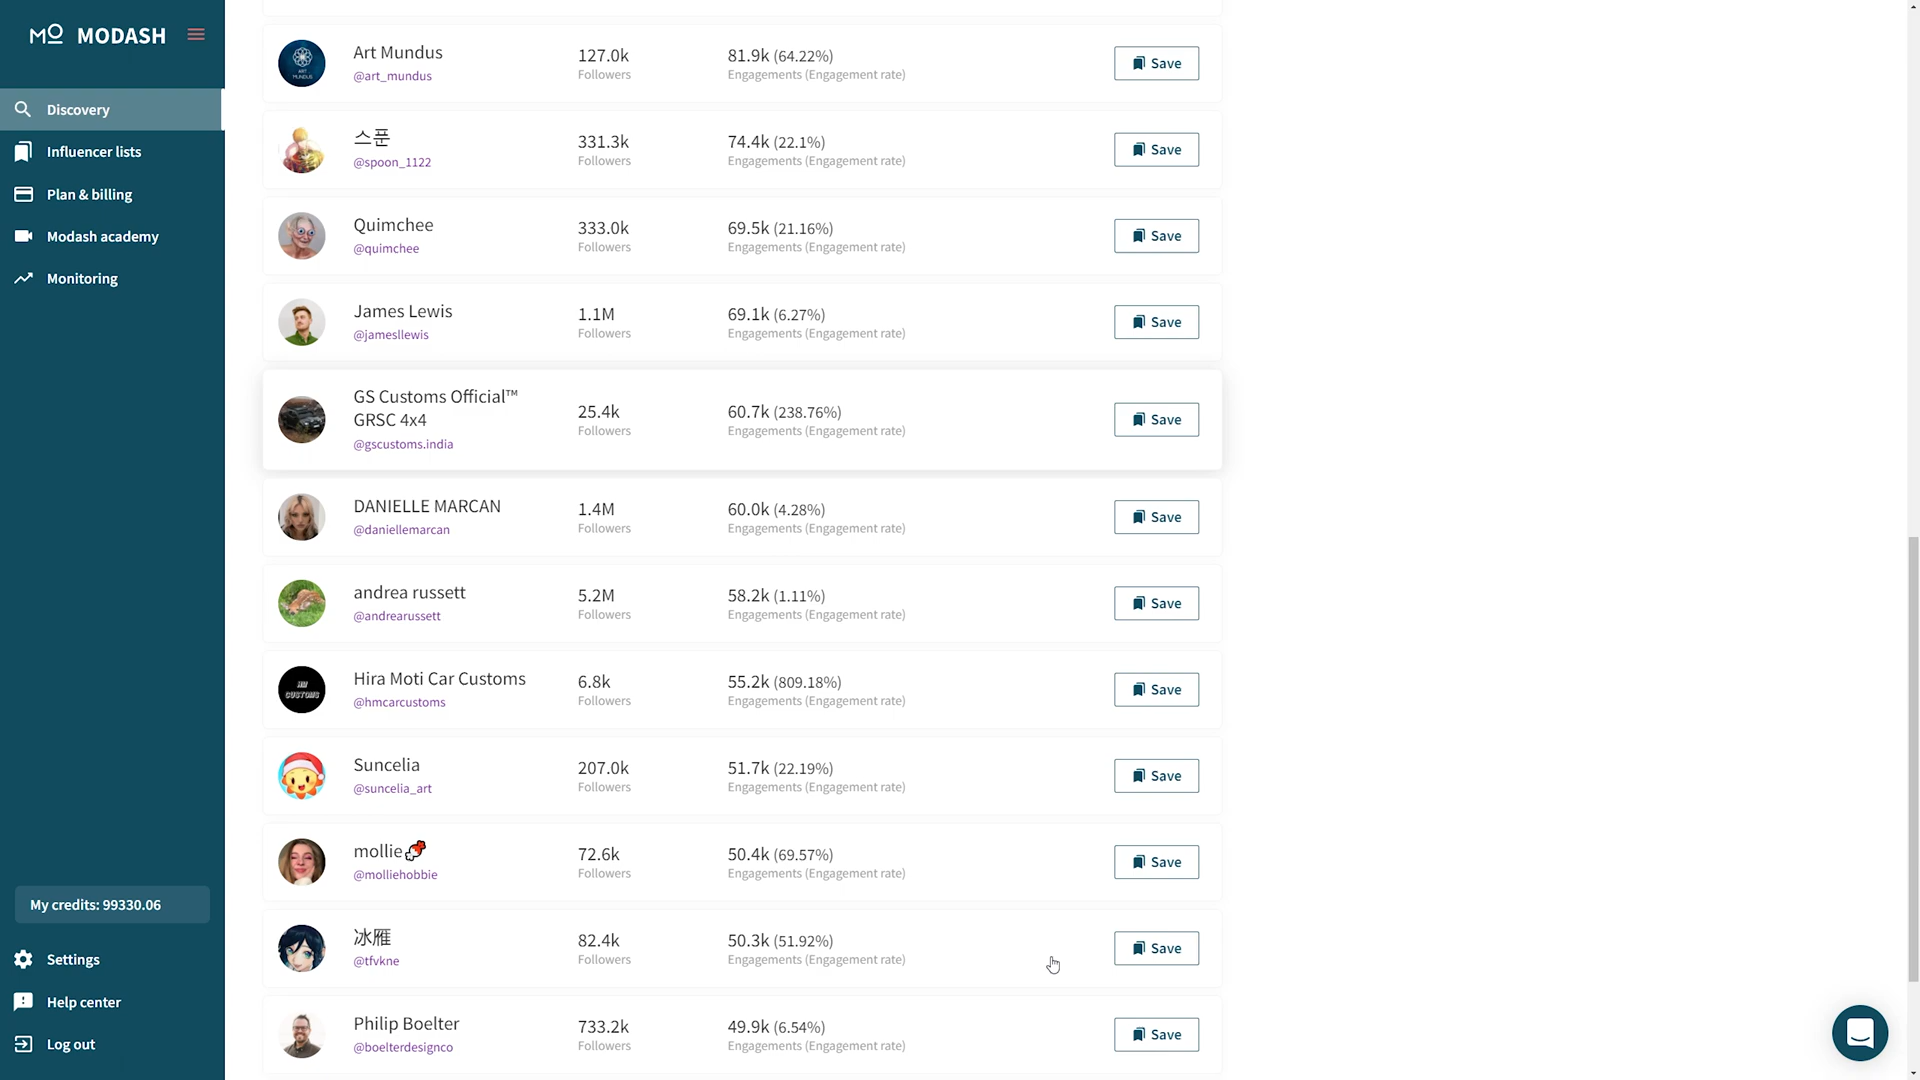 MO MODASH
Discovery
Influencer lists
Plan & billing
Modash academy
Monitoring
My credits: 99330.06
Settings
Help center
Log out
Art Mundus
@art_mundus
127.0k
Followers
81.9k (64.22%)
Engagements (Engagement rate)
Save
스푼
@spoon_1122
331.3k
Followers
74.4k (22.1%)
Engagements (Engagement rate)
Save
Quimchee
@quimchee
333.0k
Followers
69.5k (21.16%)
Engagements (Engagement rate)
Save
James Lewis
@jamesllewis
1.1M
Followers
69.1k (6.27%)
Engagements (Engagement rate)
Save
GS Customs Official™
GRSC 4x4
@gscustoms.india
25.4k
Followers
60.7k (238.76%)
Engagements (Engagement rate)
Save
DANIELLE MARCAN
@daniellemarcan
1.4M
Followers
60.0k (4.28%)
Engagements (Engagement rate)
Save
andrea russett
@andrearussett
5.2M
Followers
58.2k (1.11%)
Engagements (Engagement rate)
Save
HM
CUSTOMS
Hira Moti Car Customs
@hmcarcustoms
6.8k
Followers
55.2k (809.18%)
Engagements (Engagement rate)
Save
Suncelia
@suncelia_art
207.0k
Followers
51.7k (22.19%)
Engagements (Engagement rate)
Save
mollie
@molliehobbie
72.6k
Followers
50.4k (69.57%)
Engagements (Engagement rate)
Save
冰雁
@tfvkne
82.4k
Followers
50.3k (51.92%)
Engagements (Engagement rate)
Save
Philip Boelter
@boelterdesignco
733.2k
Followers
49.9k (6.54%)
Engagements (Engagement rate)
Save